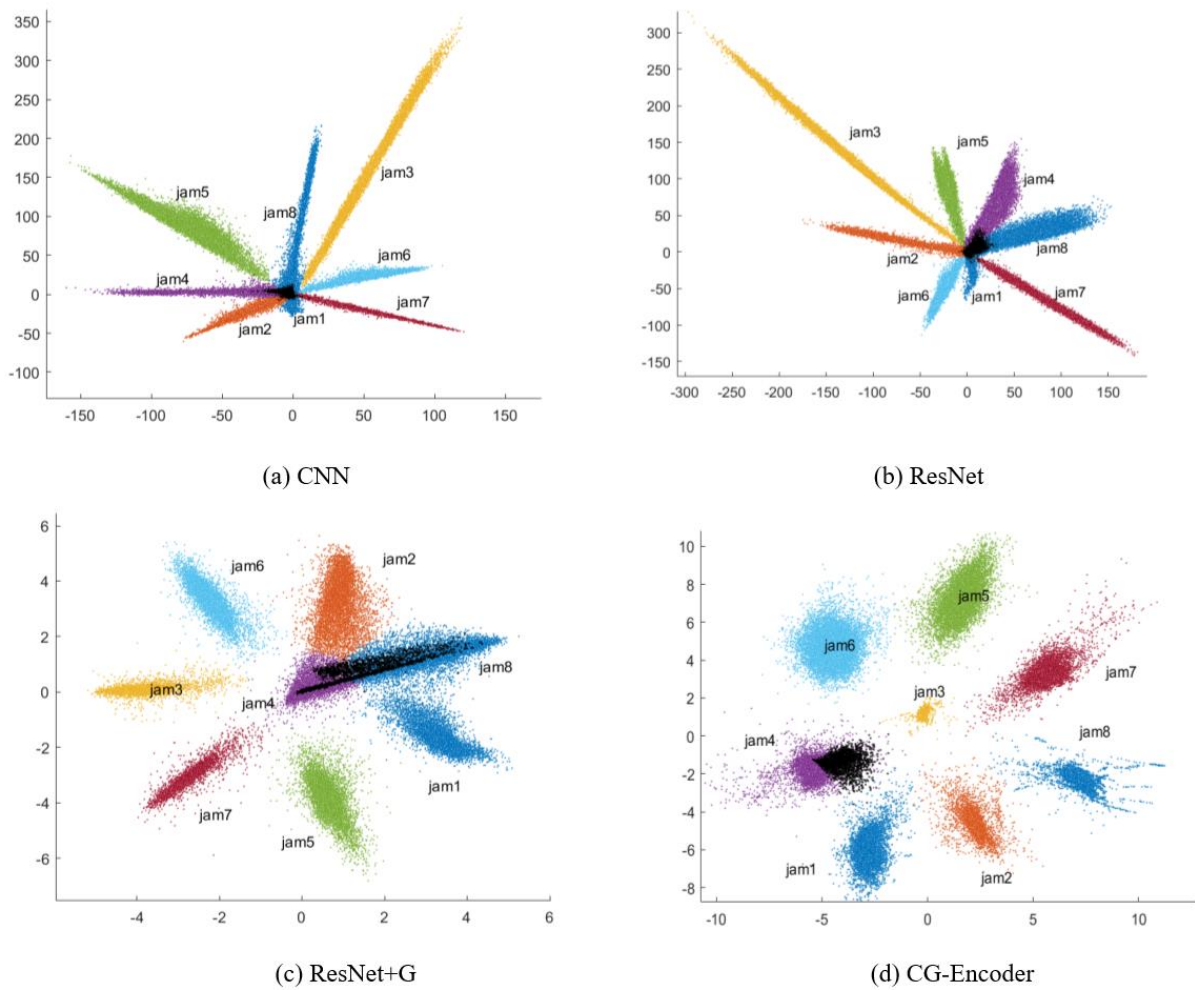 350
300
250
200
150
100
50
0
-50
-100
-150
-100
-50
0
50
100
150
jam5
jam8
jam3
jam6
jam4
jam7
jam2
jam1
(a) CNN
300
250
200
150
100
50
0
-50
-100
-150
-300
-250
-200
-150
-100
-50
0
50
100
150
jam3
jam5
jam4
jam2
jam8
jam6
jam1
jam7
(b) ResNet
6
4
2
0
-2
-4
-6
-4
-2
0
2
4
6
jam6
jam2
jam8
jam3
jam4
jam1
jam7
jam5
(c) ResNet+G
10
8
6
4
2
0
-2
-4
-6
-8
-10
-5
0
5
10
jam5
jam6
jam7
jam3
jam4
jam8
jam1
jam2
(d) CG-Encoder